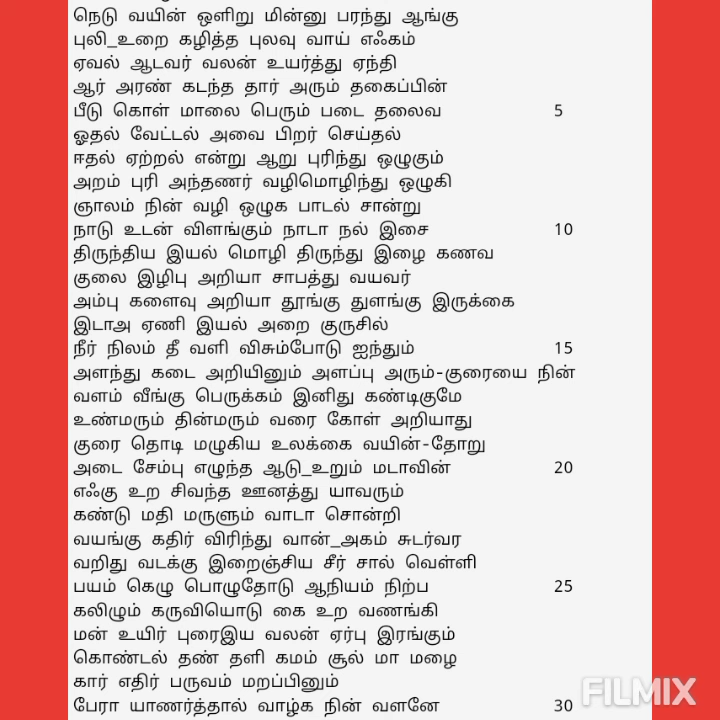 நெடு வயின் ஒளிறு மின்னு பரந்து ஆங்கு
புலி_உறை கழித்த புலவு வாய் எஃகம்
ஏவல் ஆடவர் வலன் உயர்த்து ஏந்தி
ஆர் அரண் கடந்த தார் அரும் தகைப்பின்
பீடு கொள் மாலை பெரும் படை தலைவ 5
ஓதல் வேட்டல் அவை பிறர் செய்தல்
ஈதல் ஏற்றல் என்று ஆறு புரிந்து ஒழுகும்
அறம் புரி அந்தணர் வழிமொழிந்து ஒழுகி
ஞாலம் நின் வழி ஒழுக பாடல் சான்று
நாடு உடன் விளங்கும் நாடா நல் இசை 10
திருந்திய இயல் மொழி திருந்து இழை கணவ
குலை இழிபு அறியா சாபத்து வயவர்
அம்பு களைவு அறியா தூங்கு துளங்கு இருக்கை
இடாஅ ஏணி இயல் அறை குருசில்
நீர் நிலம் தீ வளி விசும்போடு ஐந்தும் 15
அளந்து கடை அறியினும் அளப்பு அரும்-குரையை நின்
வளம் வீங்கு பெருக்கம் இனிது கண்டிகுமே
உண்மரும் தின்மரும் வரை கோள் அறியாது
குரை தொடி மழுகிய உலக்கை வயின்-தோறு
அடை சேம்பு எழுந்த ஆடு_உறும் மடாவின் 20
எஃகு உற சிவந்த ஊனத்து யாவரும்
கண்டு மதி மருளும் வாடா சொன்றி
வயங்கு கதிர் விரிந்து வான்_அகம் சுடர்வர
வறிது வடக்கு இறைஞ்சிய சீர் சால் வெள்ளி
பயம் கெழு பொழுதோடு ஆநியம் நிற்ப 25
கலிழும் கருவியொடு கை உற வணங்கி
மன் உயிர் புரைஇய வலன் ஏர்பு இரங்கும்
கொண்டல் தண் தளி கமம் சூல் மா மழை
கார் எதிர் பருவம் மறப்பினும்
பேரா யாணர்த்தால் வாழ்க நின் வளனே 30
FILMIX